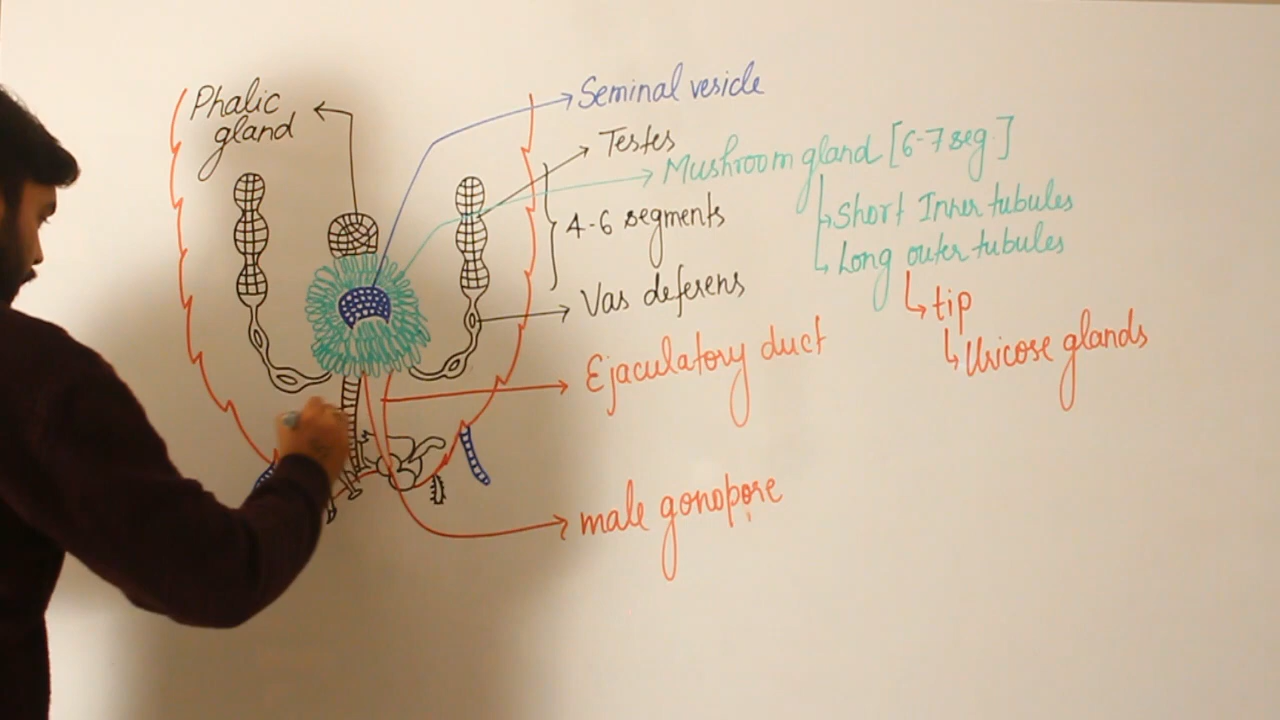 Phalic
gland
Seminal vesicle
Testes
Mushroom gland [6-7 seg.]
4-6 segments
Short Inner tubules
Long outer tubules
Vas deferens
tip
Uricose glands
Ejaculatory duct
male gonopore